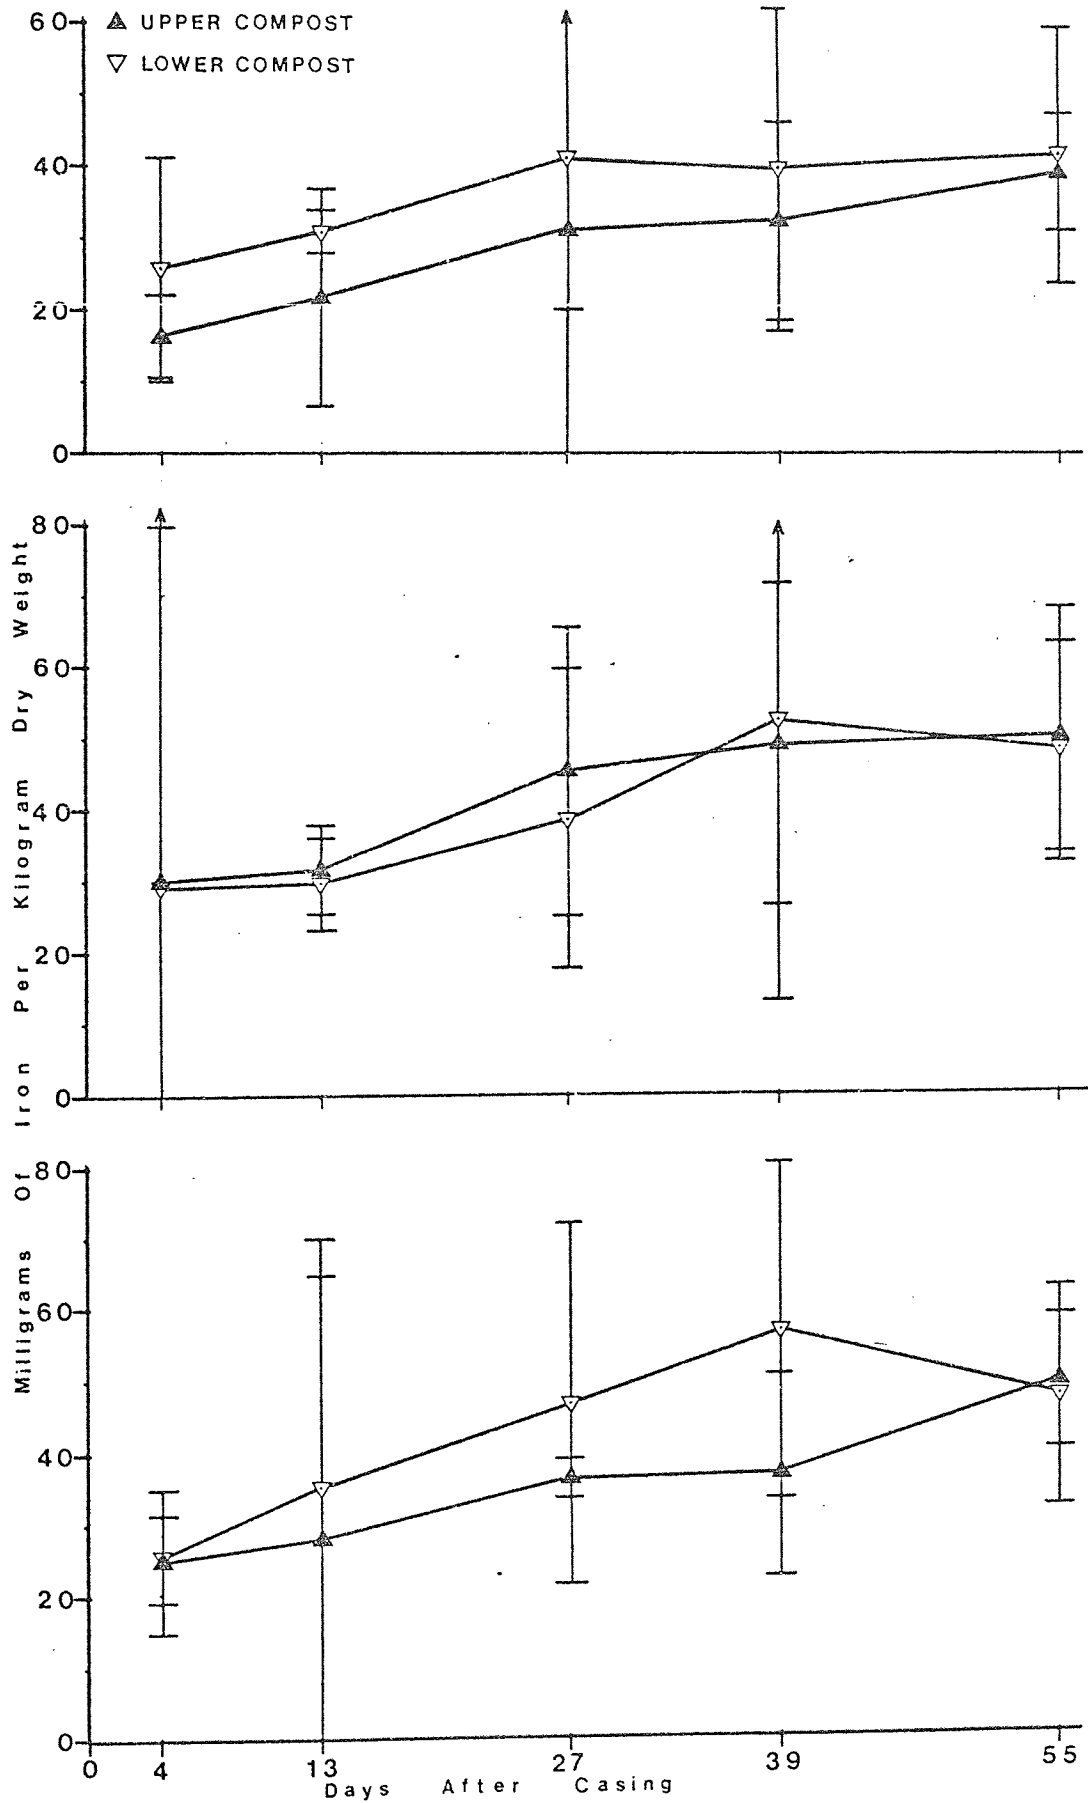 UPPER COMPOST
LOWER COMPOST
60
40
20
0
80
60
40
20
0
80
60
40
20
0
0 4 13 27 39 55
Days After Casing
Milligrams Of Iron Per Kilogram Dry Weight